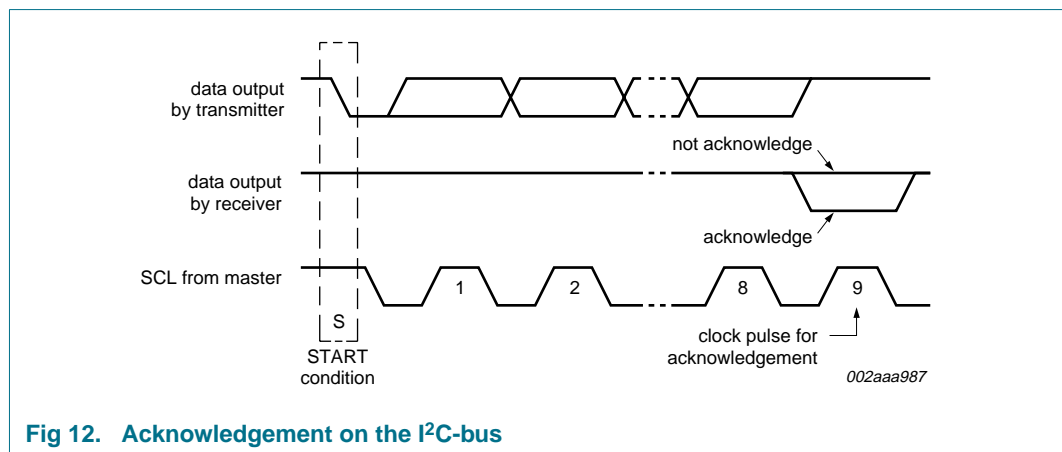 data output
by transmitter
not acknowledge
data output
by receiver
acknowledge
SCL from master
1
2
8
9
S
START
condition
clock pulse for
acknowledgement
002aaa987
Fig 12. Acknowledgement on the I²C-bus